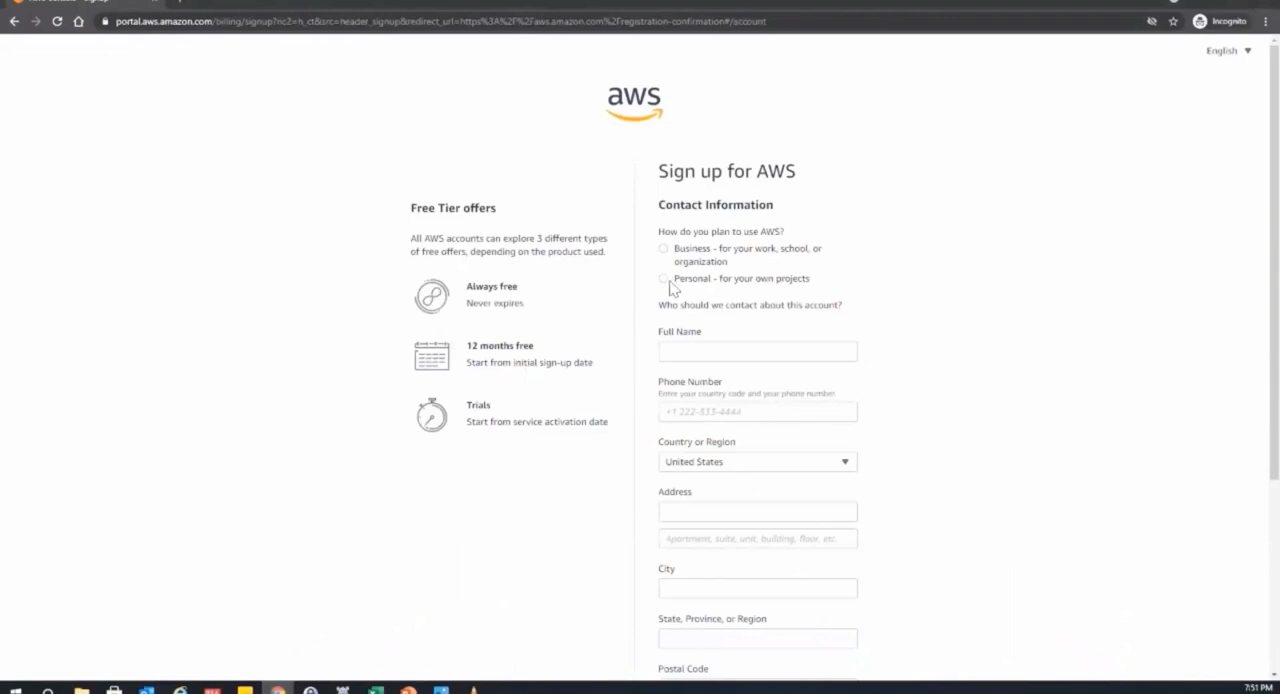 portal.aws.amazon.com/billing/signup?nc2=h_ct&src=header_signup&redirect_url=https%3A%2F%2Faws.amazon.com%2Fregistration-confirmation#/account
Incognito
English
aws
Sign up for AWS
Free Tier offers
Contact Information
All AWS accounts can explore 3 different types
of free offers, depending on the product used.
How do you plan to use AWS?
Business - for your work, school, or
organization
Always free
Never expires
Personal - for your own projects
Who should we contact about this account?
12 months free
Start from initial sign-up date
Full Name
Trials
Start from service activation date
Phone Number
Enter your country code and your phone number.
+1 222-333-4444
Country or Region
United States
Address
Apartment, suite, unit, building, floor, etc.
City
State, Province, or Region
Postal Code
7:51 PM